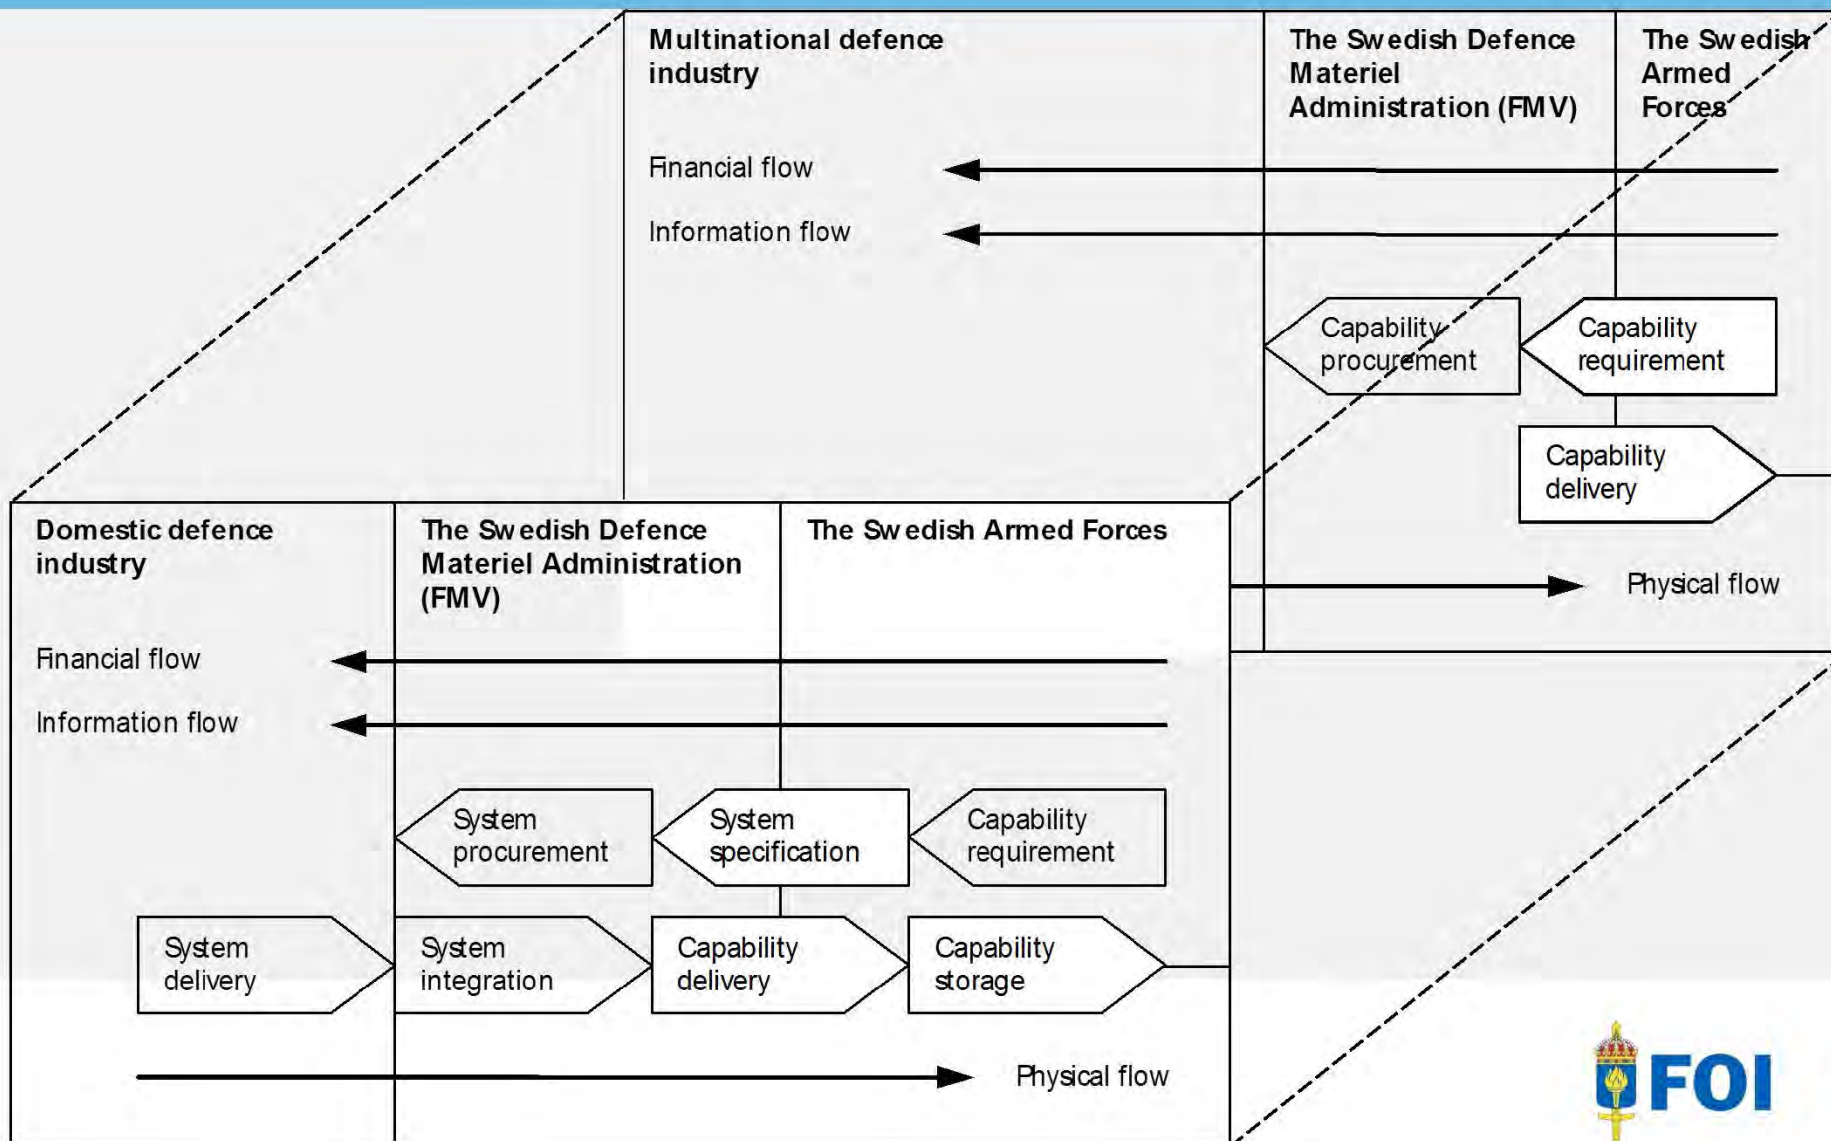 Multinational defence
industry
The Swedish Defence
Materiel
Administration (FMV)
The Swedish
Armed
Forces
Financial flow
Information flow
Capability
procurement
Capability
requirement
Capability
delivery
Physical flow
Domestic defence
industry
The Swedish Defence
Materiel Administration
(FMV)
The Swedish Armed Forces
Financial flow
Information flow
System
procurement
System
specification
Capability
requirement
System
delivery
System
integration
Capability
delivery
Capability
storage
Physical flow
FOI